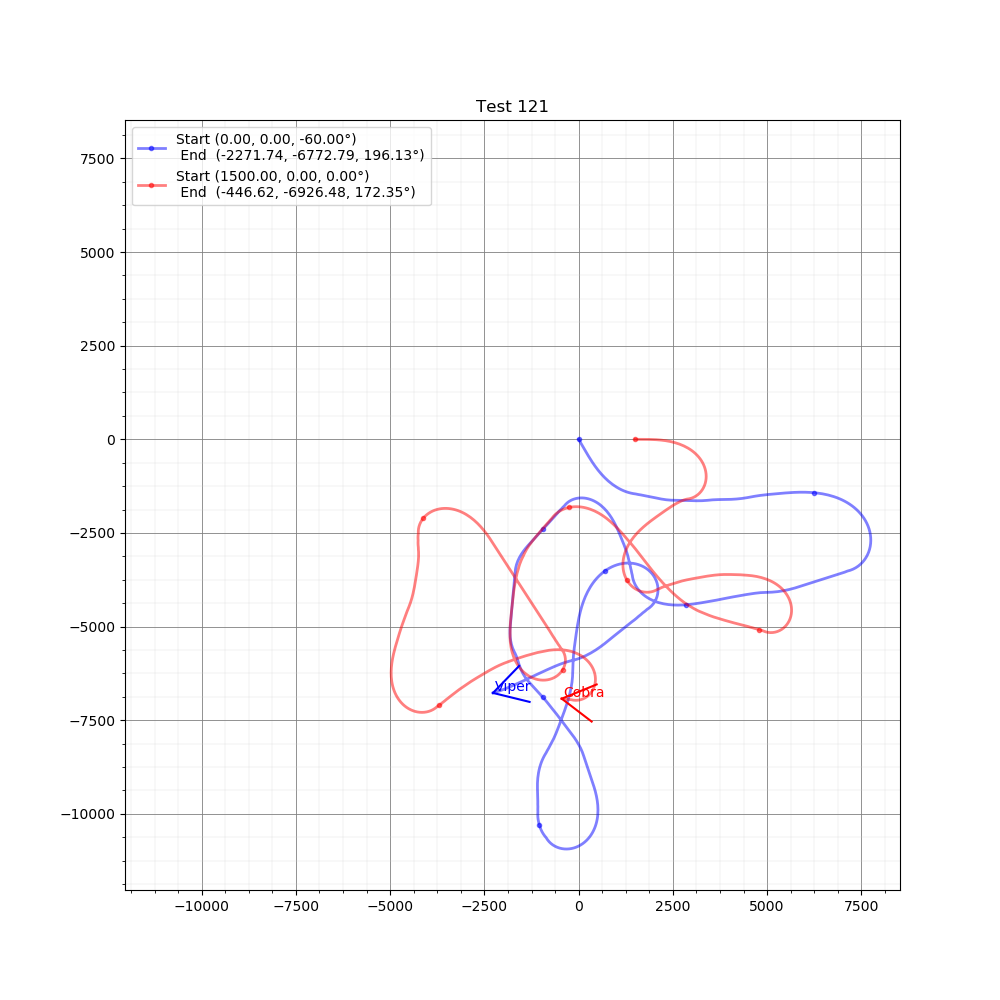 Test 121
Start (0.00, 0.00, -60.00°)
End (-2271.74, -6772.79, 196.13°)
Start (1500.00, 0.00, 0.00°)
End (-446.62, -6926.48, 172.35°)
7500
5000
2500
0
−2500
−5000
−7500
−10000
Viper
Cobra
−10000
−7500
−5000
−2500
0
2500
5000
7500